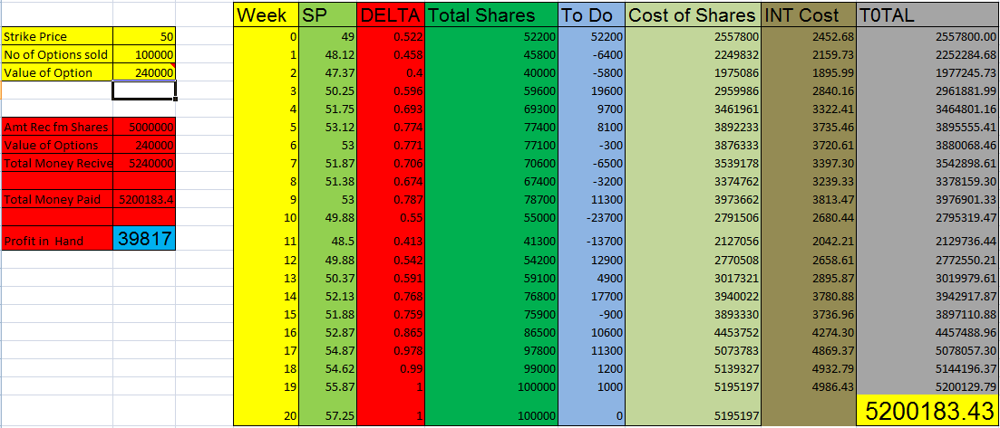 Week SP DELTA Total Shares To Do Cost of Shares INT Cost T0TAL
Strike Price 50 0 49 0.522 52200 52200 2557800 2452.68 2557800.00
No of Options sold 100000 1 48.12 0.458 45800 -6400 2249832 2159.73 2252284.68
Value of Option 240000 2 47.37 0.4 40000 -5800 1975086 1895.99 1977245.73
3 50.25 0.596 59600 19600 2959986 2840.16 2961881.99
4 51.75 0.693 69300 9700 3461961 3322.41 3464801.16
Amt Rec fm Shares 5000000 5 53.12 0.774 77400 8100 3892233 3735.46 3895555.41
Value of Options 240000 6 53 0.771 77100 -300 3876333 3720.61 3880068.46
Total Money Recive 5240000 7 51.87 0.706 70600 -6500 3539178 3397.30 3542898.61
8 51.38 0.674 67400 -3200 3374762 3239.33 3378159.30
Total Money Paid 5200183.4 9 53 0.787 78700 11300 3973662 3813.47 3976901.33
10 49.88 0.55 55000 -23700 2791506 2680.44 2795319.47
Profit in Hand 39817 11 48.5 0.413 41300 -13700 2127056 2042.21 2129736.44
12 49.88 0.542 54200 12900 2770508 2658.61 2772550.21
13 50.37 0.591 59100 4900 3017321 2895.87 3019979.61
14 52.13 0.768 76800 17700 3940022 3780.88 3942917.87
15 51.88 0.759 75900 -900 3893330 3736.96 3897110.88
16 52.87 0.865 86500 10600 4453752 4274.30 4457488.96
17 54.87 0.978 97800 11300 5073783 4869.37 5078057.30
18 54.62 0.99 99000 1200 5139327 4932.79 5144196.37
19 55.87 1 100000 1000 5195197 4986.43 5200129.79
20 57.25 1 100000 0 5195197 5200183.43